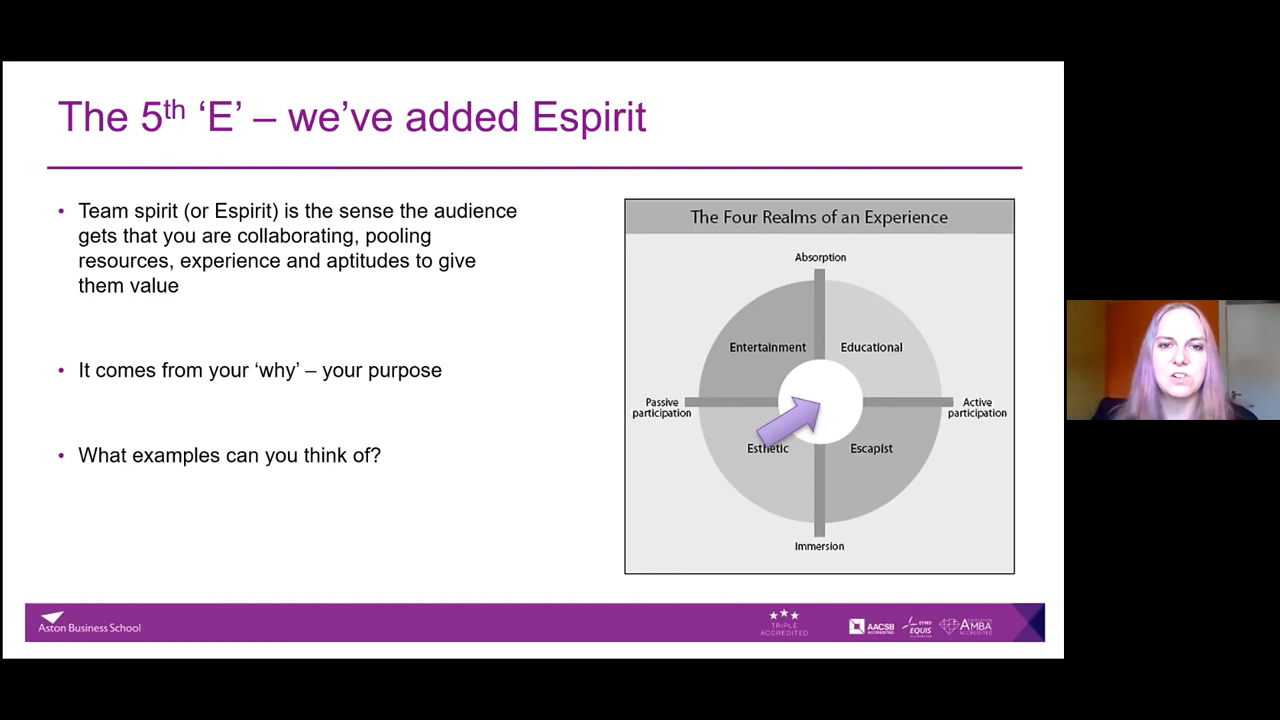 The 5th ‘E’ – we’ve added Espirit
• Team spirit (or Espirit) is the sense the audience
gets that you are collaborating, pooling
resources, experience and aptitudes to give
them value
• It comes from your ‘why’ – your purpose
• What examples can you think of?
The Four Realms of an Experience
Absorption
Entertainment
Educational
Passive
participation
Active
participation
Esthetic
Escapist
Immersion
Aston Business School
TRIPLE
ACCREDITED
AACSB
ACCREDITED
EFMD
EQUIS
AMBA
ACCREDITED